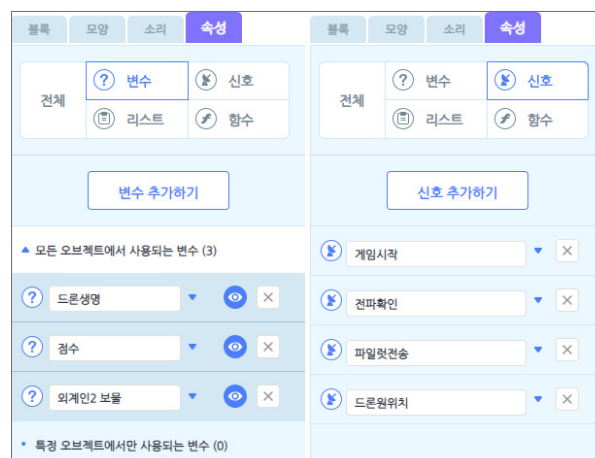 블록 모양 소리 속성
전체
? 변수 신호
리스트 f 함수
변수 추가하기
▲ 모든 오브젝트에서 사용되는 변수 (3)
? 드론생명 ▼ ×
? 점수 ▼ ×
? 외계인2 보물 ▼ ×
• 특정 오브젝트에서만 사용되는 변수 (0)
블록 모양 소리 속성
전체
? 변수 신호
리스트 f 함수
신호 추가하기
게임시작 ▼ ×
전파확인 ▼ ×
파일럿전송 ▼ ×
드론원위치 ▼ ×